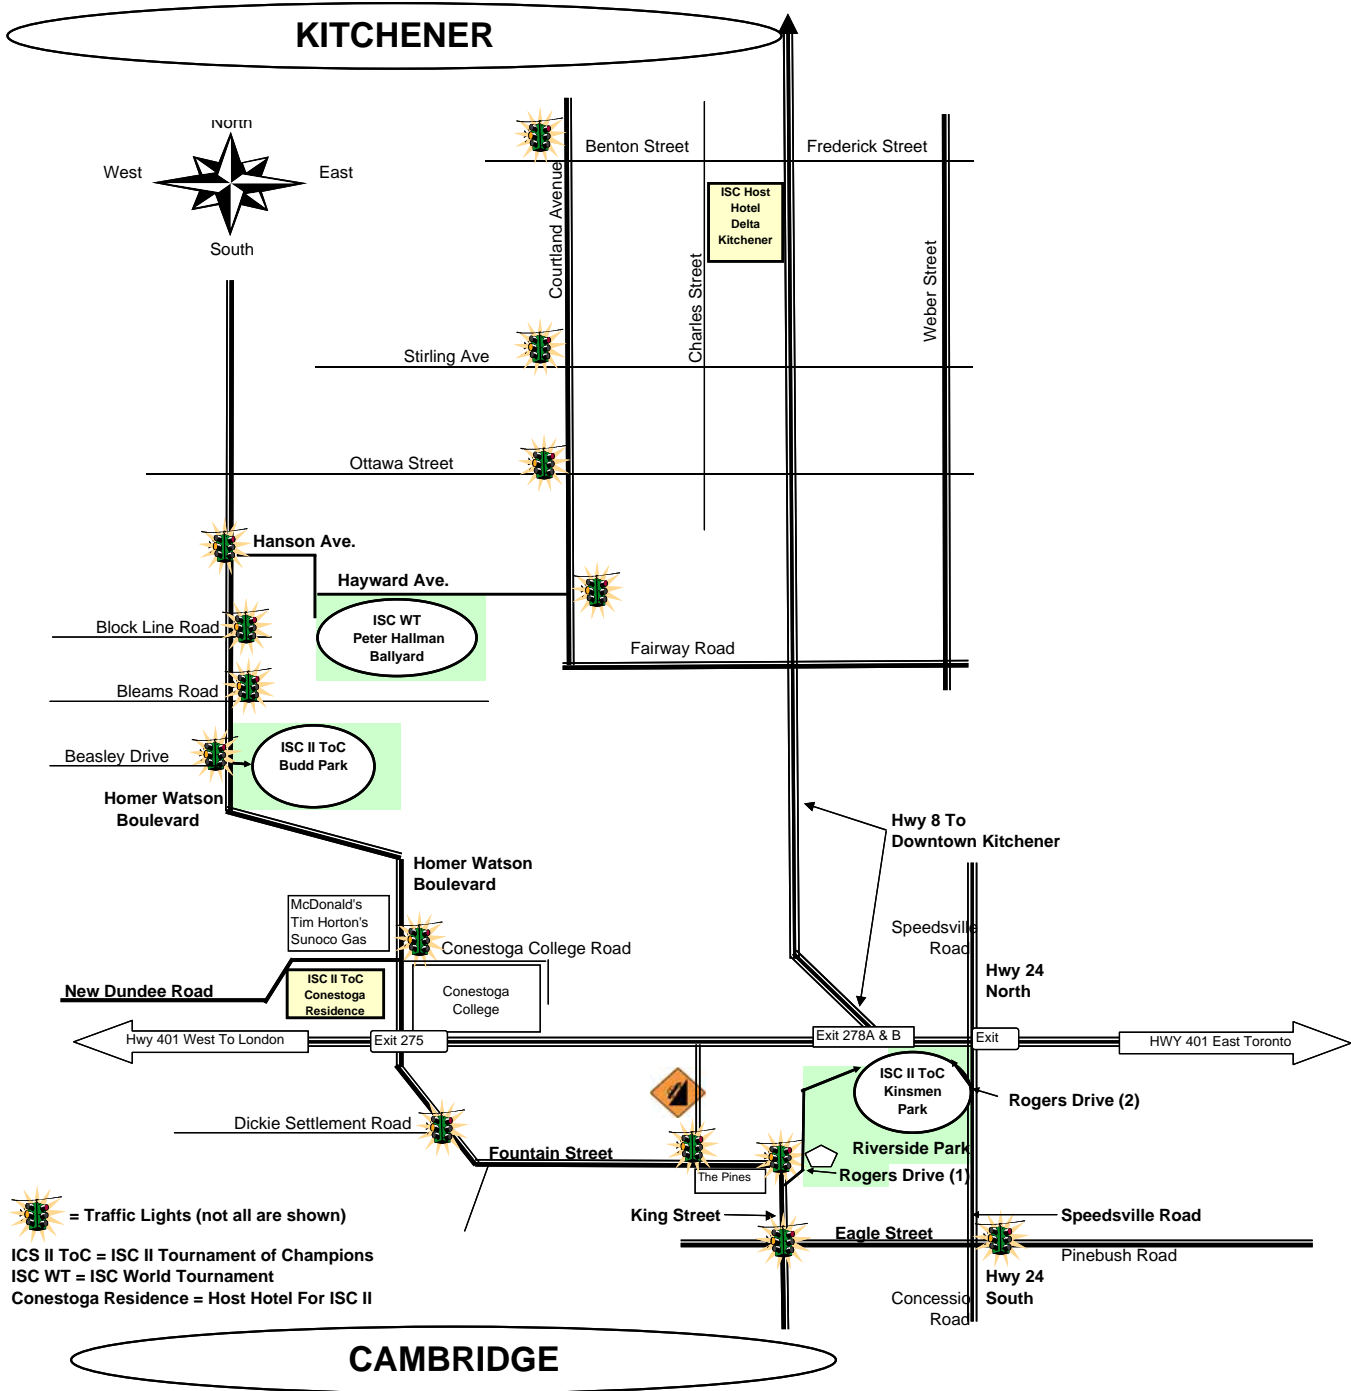 KITCHENER
North
West
East
South
Benton Street
Frederick Street
ISC Host
Hotel
Delta
Kitchener
Courtland Avenue
Charles Street
Weber Street
Stirling Ave
Ottawa Street
Hanson Ave.
Hayward Ave.
Block Line Road
ISC WT
Peter Hallman
Ballyard
Fairway Road
Bleams Road
Beasley Drive
ISC II ToC
Budd Park
Homer Watson
Boulevard
Hwy 8 To
Downtown Kitchener
Homer Watson
Boulevard
McDonald's
Tim Horton's
Sunoco Gas
Conestoga College Road
Speedsville
Road
Hwy 24
North
New Dundee Road
ISC II ToC
Conestoga
Residence
Conestoga
College
Hwy 401 West To London
Exit 275
Exit 278A & B
Exit
HWY 401 East Toronto
ISC II ToC
Kinsmen
Park
Rogers Drive (2)
Dickie Settlement Road
Fountain Street
Riverside Park
The Pines
Rogers Drive (1)
King Street
Speedsville Road
Eagle Street
Pinebush Road
= Traffic Lights (not all are shown)
ICS II ToC = ISC II Tournament of Champions
ISC WT = ISC World Tournament
Conestoga Residence = Host Hotel For ISC II
Hwy 24
South
Concessio
Road
CAMBRIDGE